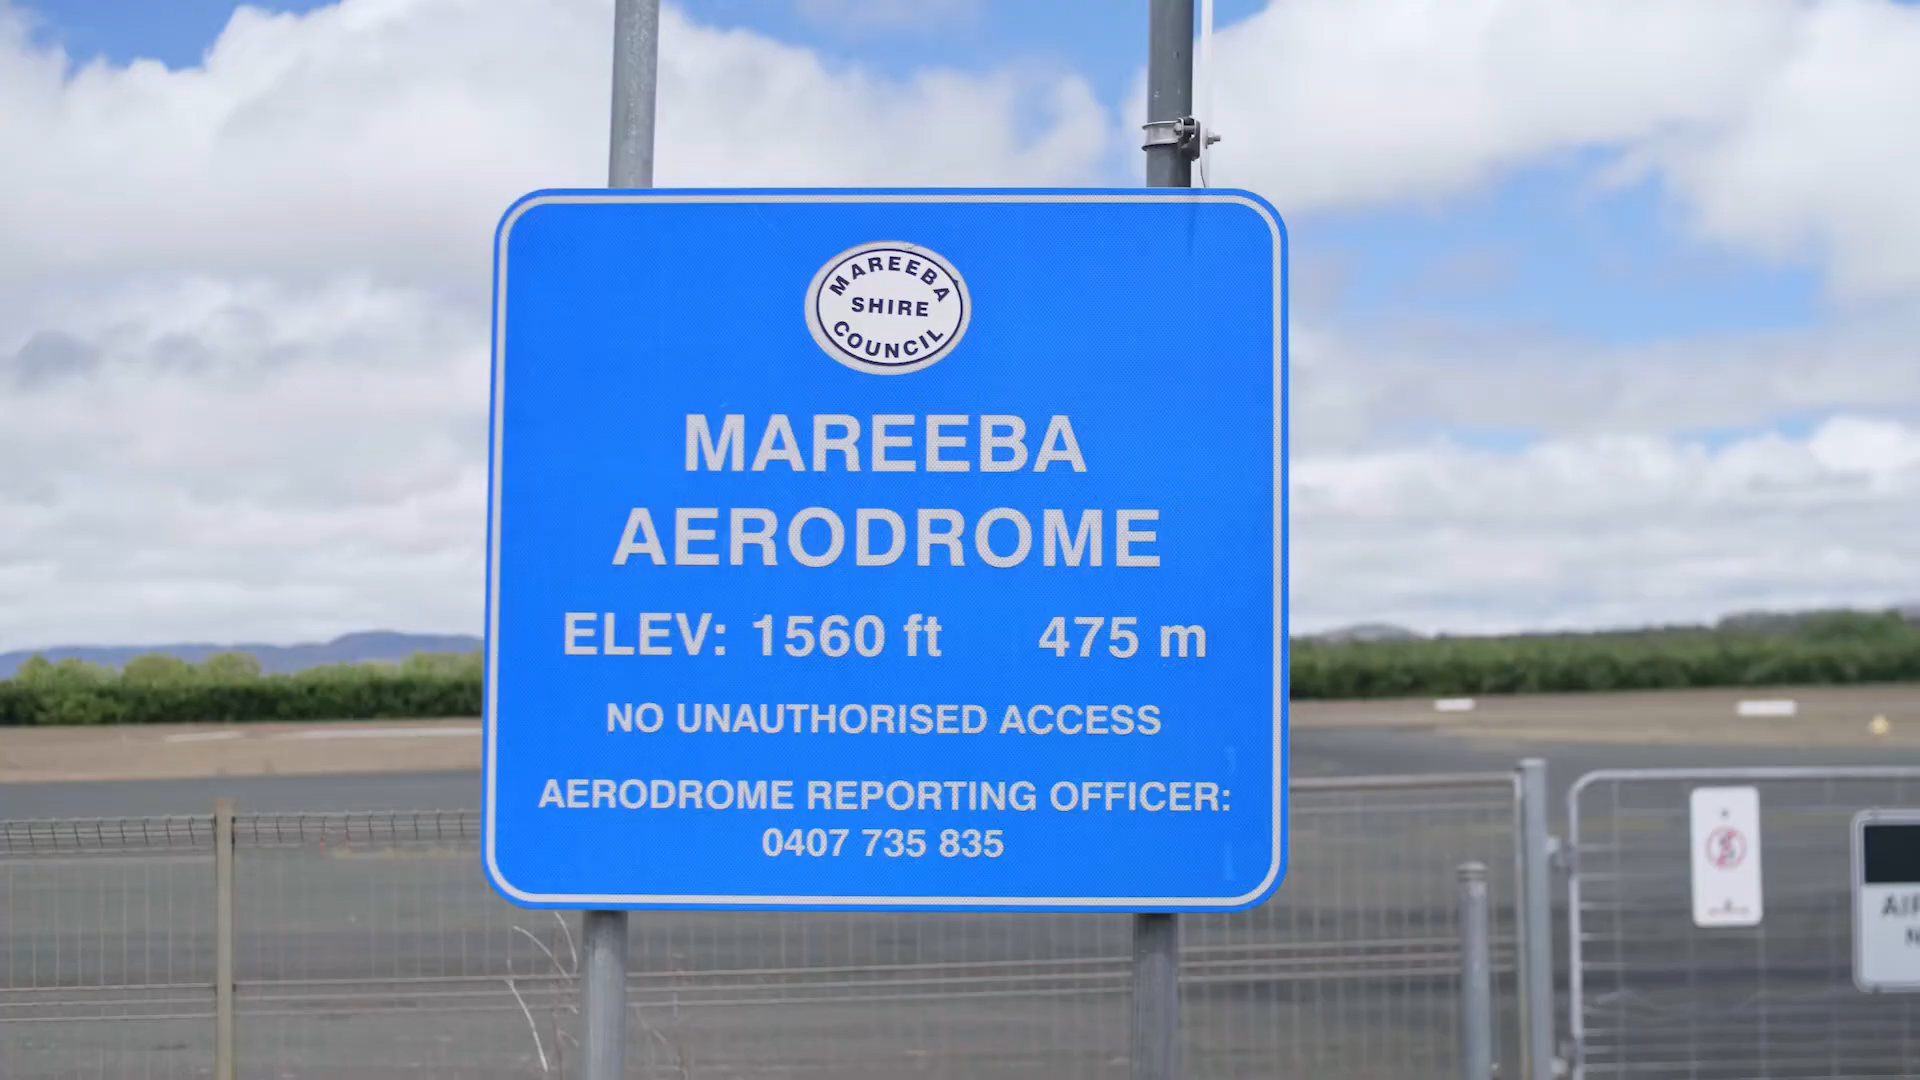 MAREEBA
SHIRE
COUNCIL
MAREEBA
AERODROME
ELEV: 1560 ft 475 m
NO UNAUTHORISED ACCESS
AERODROME REPORTING OFFICER:
0407 735 835